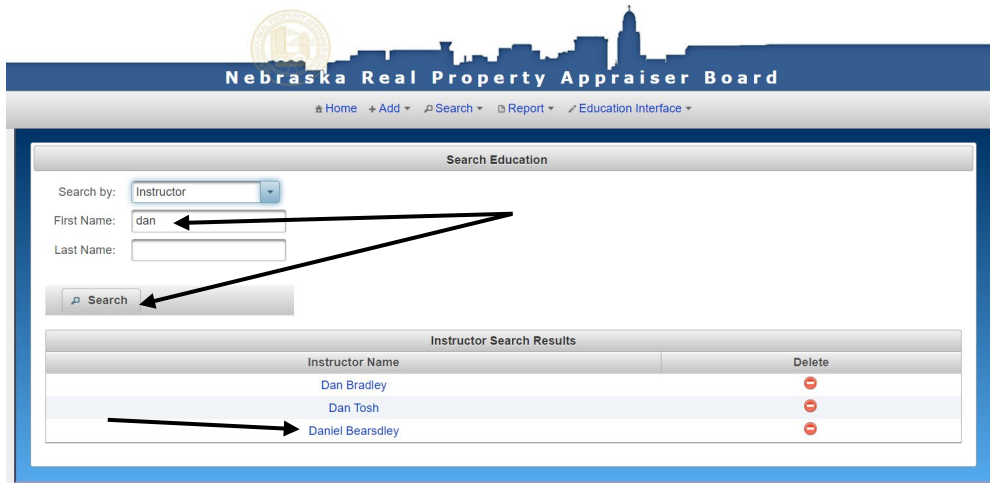 Nebraska Real Property Appraiser Board
Home Add Search Report Education Interface
Search Education
Search by: Instructor
First Name: dan
Last Name:
Search
Instructor Search Results
Instructor Name Delete
Dan Bradley
Dan Tosh
Daniel Bearsdley